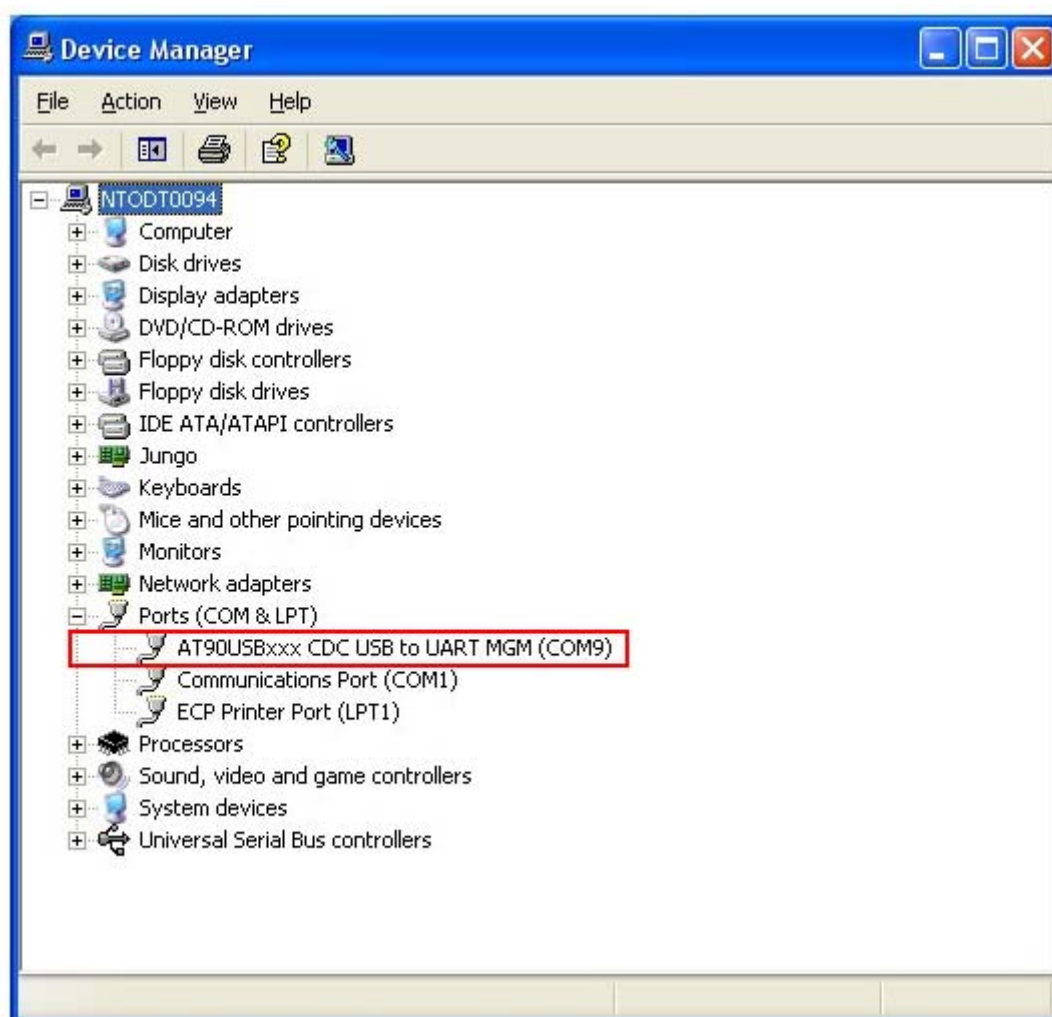 Device Manager
File Action View Help
NTODT0094
Computer
Disk drives
Display adapters
DVD/CD-ROM drives
Floppy disk controllers
Floppy disk drives
IDE ATA/ATAPI controllers
Jungo
Keyboards
Mice and other pointing devices
Monitors
Network adapters
Ports (COM & LPT)
AT90USBxxx CDC USB to UART MGM (COM9)
Communications Port (COM1)
ECP Printer Port (LPT1)
Processors
Sound, video and game controllers
System devices
Universal Serial Bus controllers